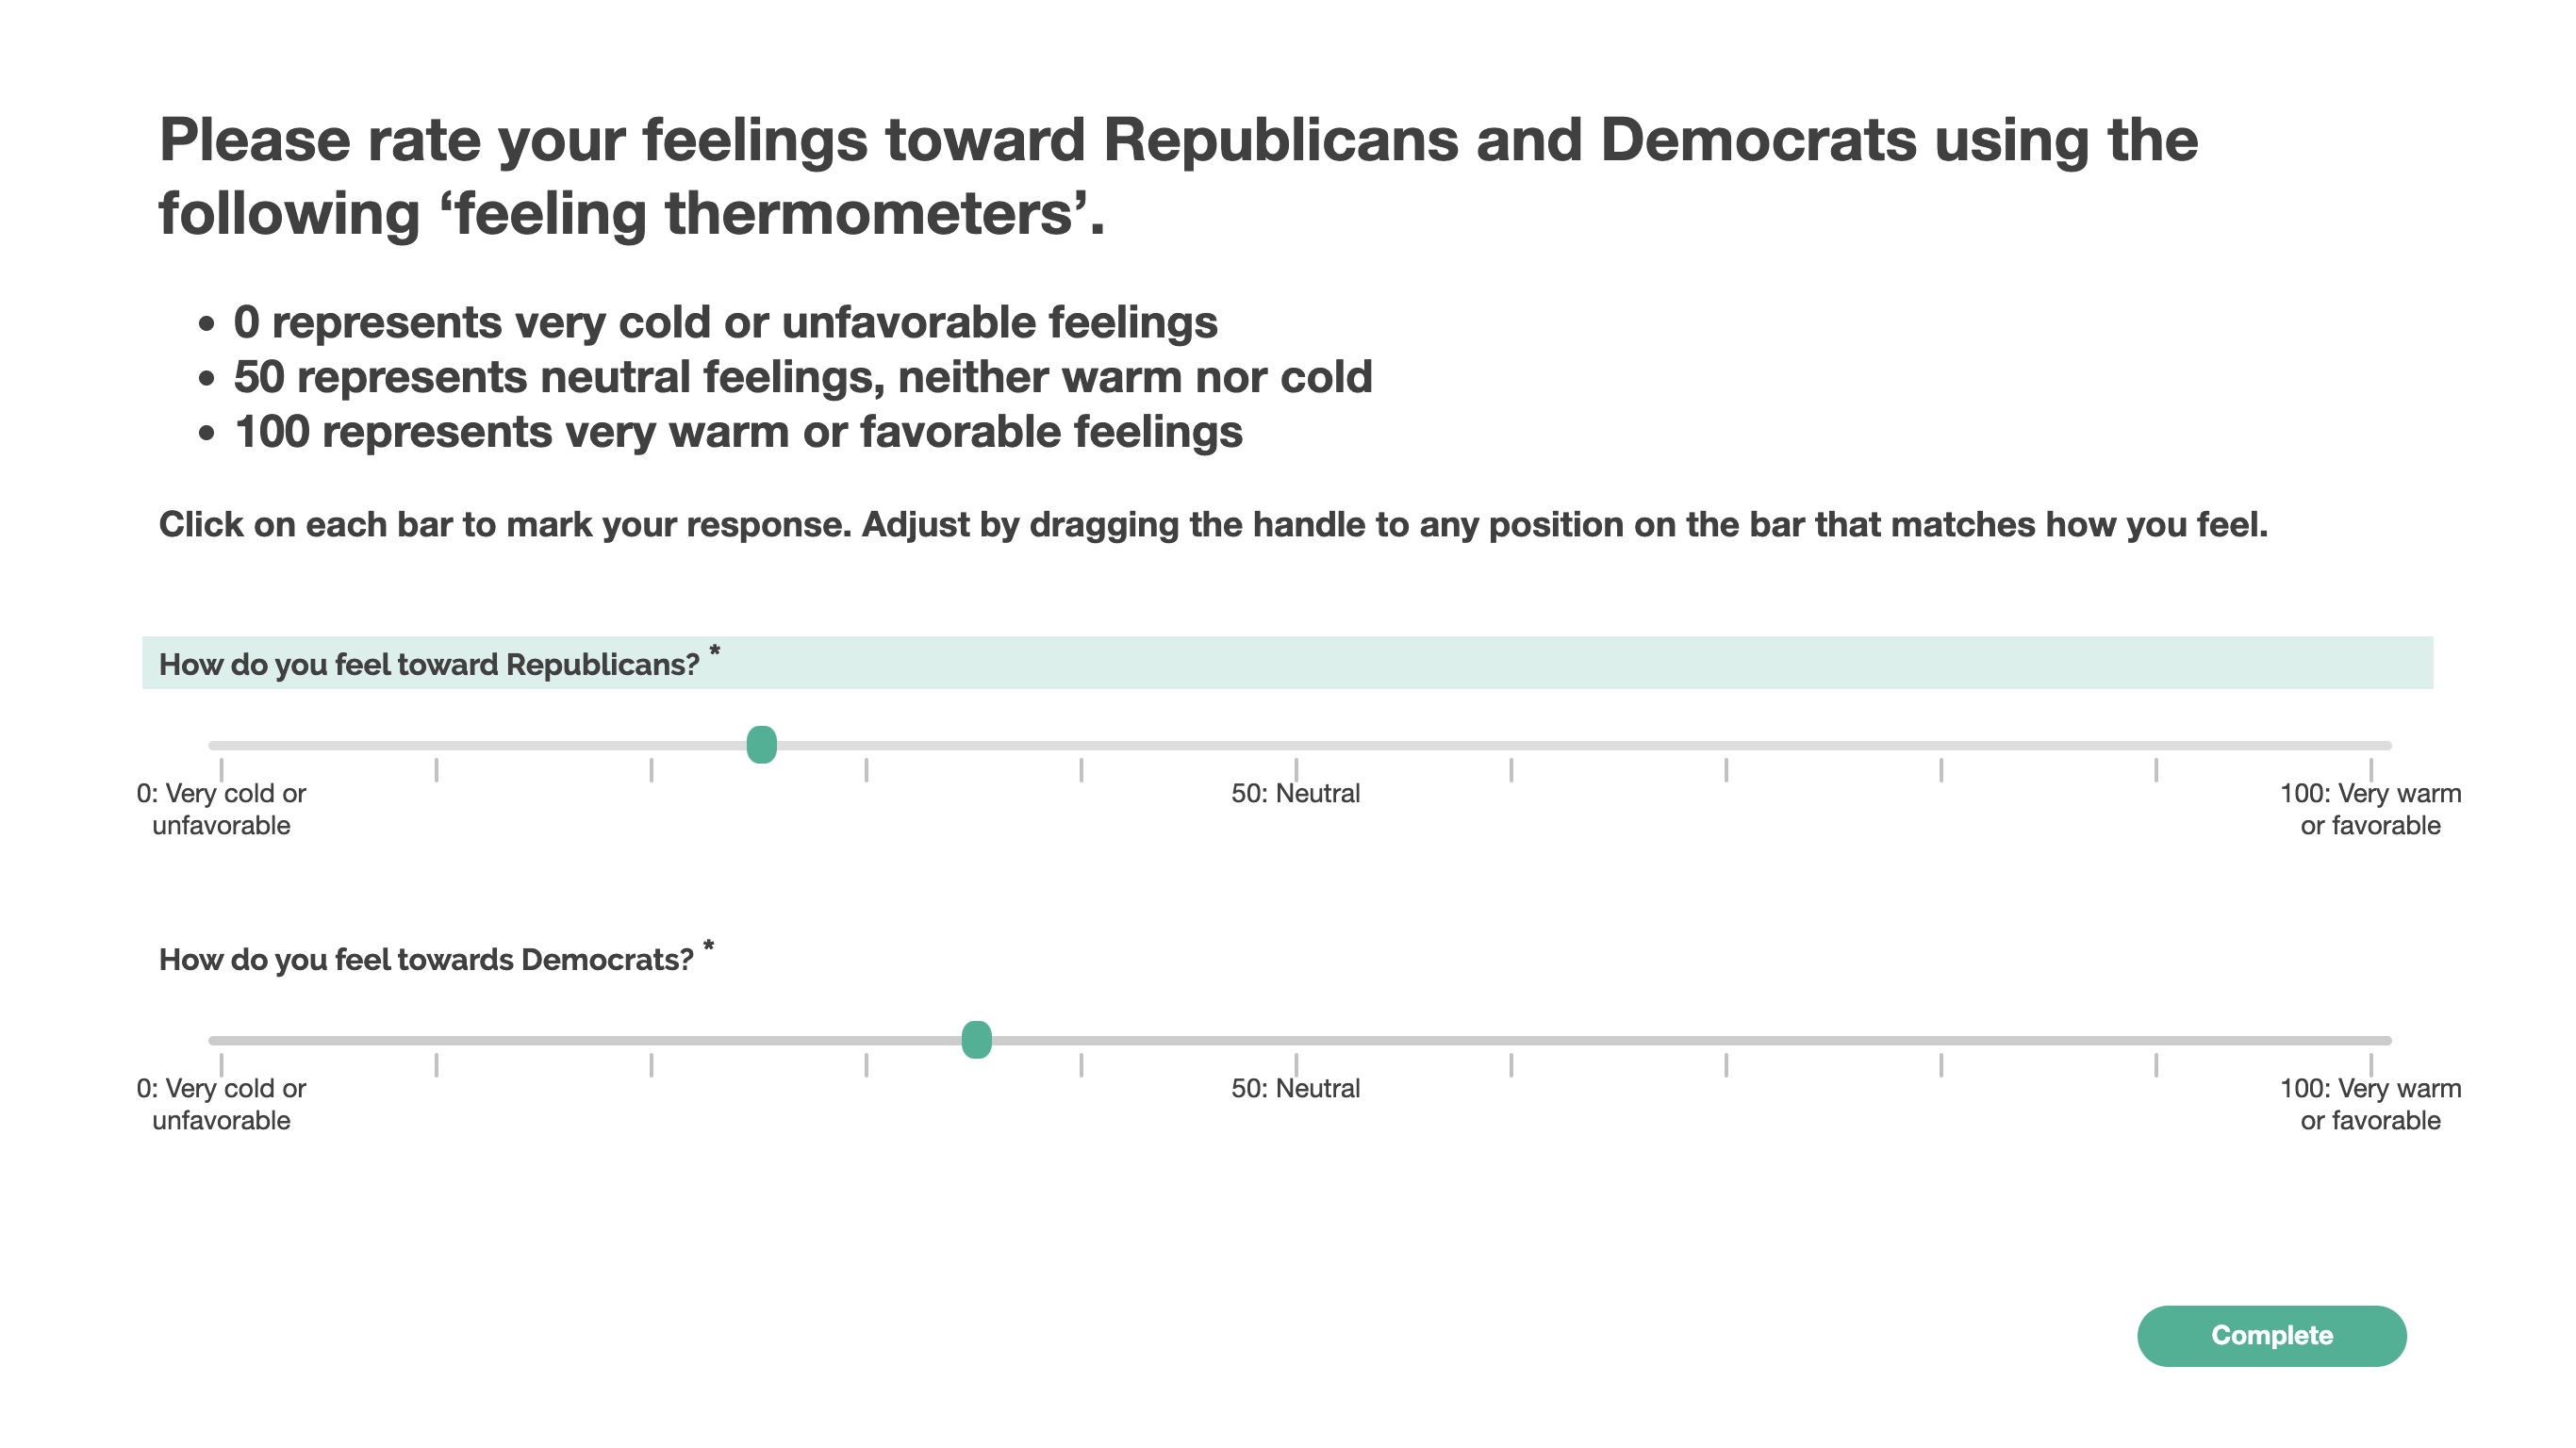 Please rate your feelings toward Republicans and Democrats using the
following ‘feeling thermometers’.
• 0 represents very cold or unfavorable feelings
• 50 represents neutral feelings, neither warm nor cold
• 100 represents very warm or favorable feelings
Click on each bar to mark your response. Adjust by dragging the handle to any position on the bar that matches how you feel.
How do you feel toward Republicans? *
0: Very cold or
unfavorable
50: Neutral
100: Very warm
or favorable
How do you feel towards Democrats? *
0: Very cold or
unfavorable
50: Neutral
100: Very warm
or favorable
Complete